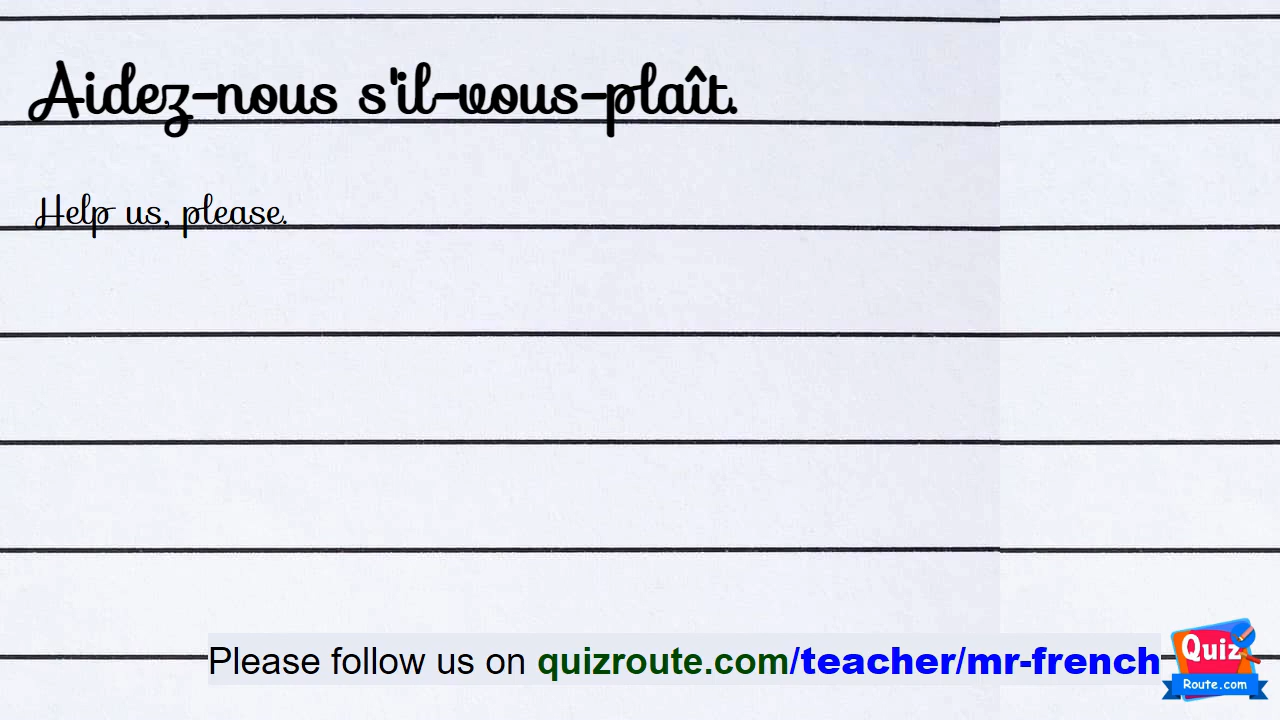 Aidez-nous s'il-vous-plaît.
Help us, please.
Please follow us on quizroute.com/teacher/mr-french
Quiz
Route.com